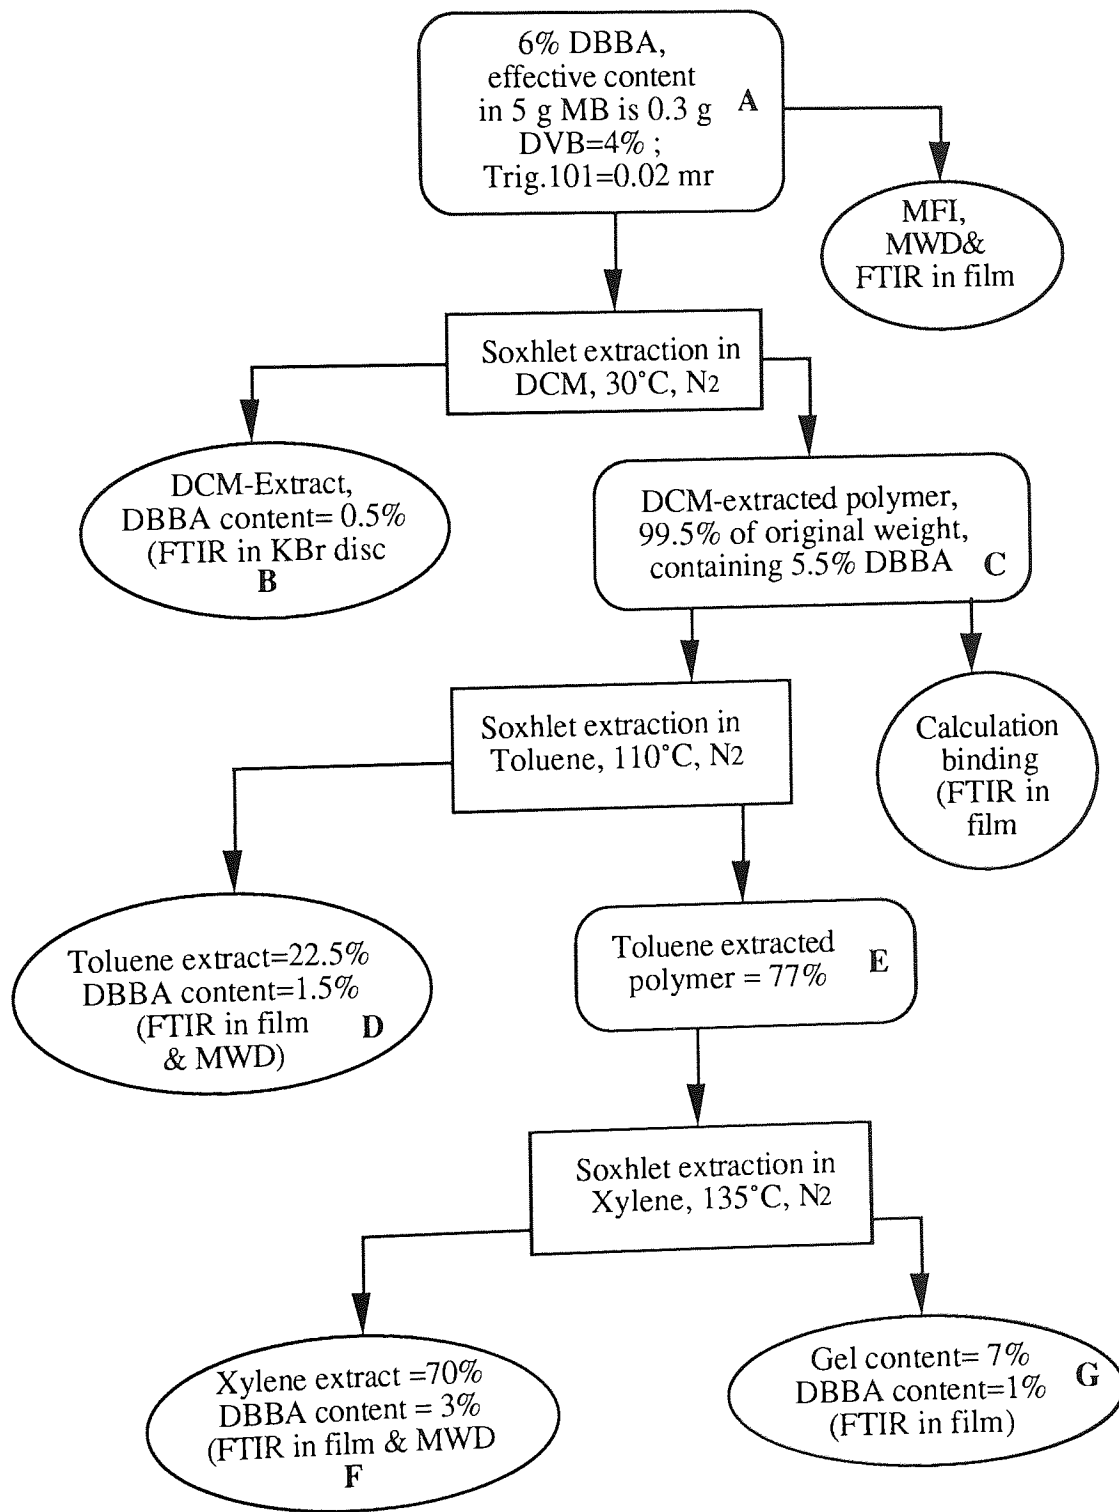 6% DBBA,
effective content
in 5 g MB is 0.3 g
DVB=4% ;
Trig.101=0.02 mr
A
MFI,
MWD&
FTIR in film
Soxhlet extraction in
DCM, 30°C, N2
DCM-Extract,
DBBA content= 0.5%
(FTIR in KBr disc
B
DCM-extracted polymer,
99.5% of original weight,
containing 5.5% DBBA
C
Soxhlet extraction in
Toluene, 110°C, N2
Calculation
binding
(FTIR in
film
Toluene extract=22.5%
DBBA content=1.5%
(FTIR in film
& MWD)
D
Toluene extracted
polymer = 77%
E
Soxhlet extraction in
Xylene, 135°C, N2
Xylene extract =70%
DBBA content = 3%
(FTIR in film & MWD
F
Gel content= 7%
DBBA content=1%
(FTIR in film)
G